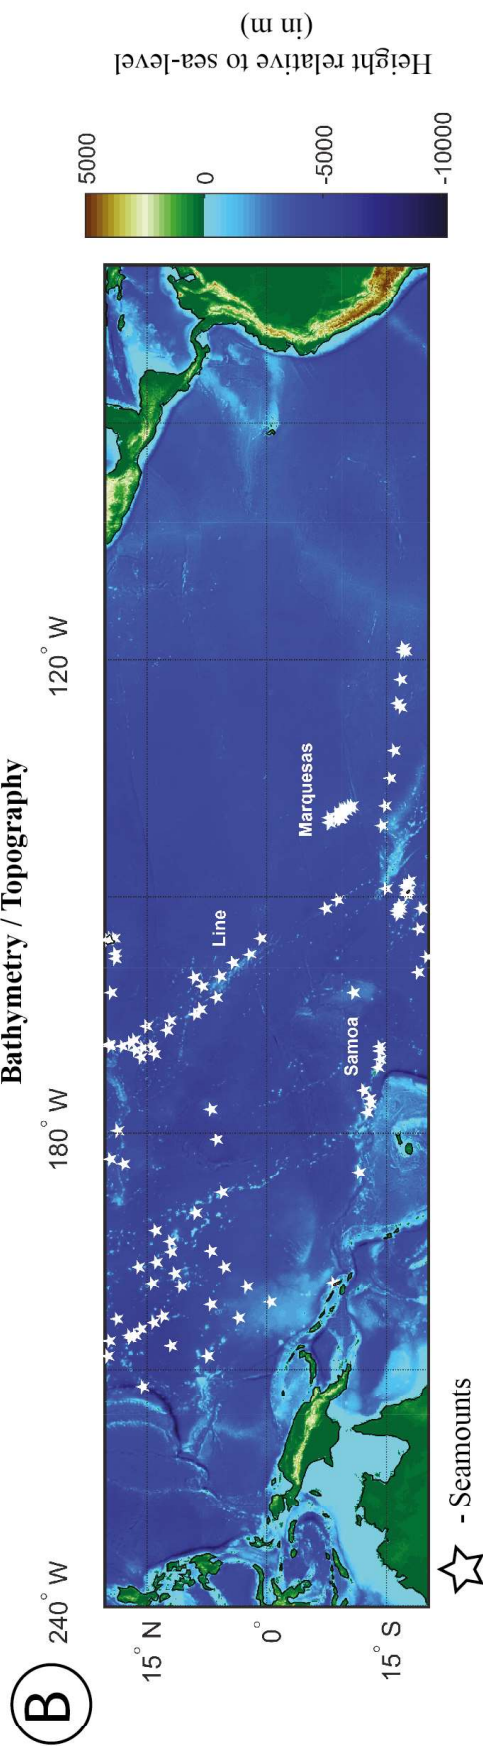 B
Bathymetry / Topography
240° W
180° W
120° W
15° N
0°
15° S
Line
Marquesas
Samoa
5000
0
-5000
-10000
Height relative to sea-level
(in m)
- Seamounts